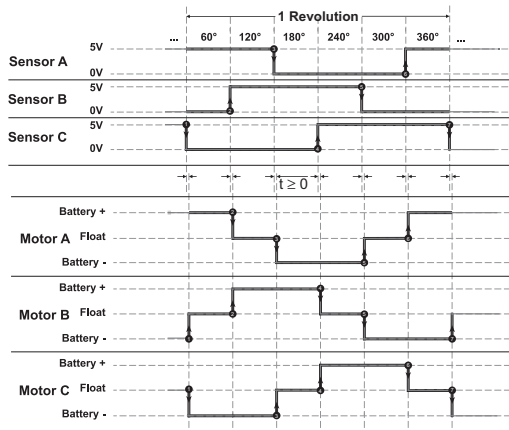 1 Revolution
... 60° 120° 180° 240° 300° 360° ...
Sensor A 5V
0V
Sensor B 5V
0V
Sensor C 5V
0V
t ≥ 0
Battery +
Motor A Float
Battery -
Battery +
Motor B Float
Battery -
Battery +
Motor C Float
Battery -